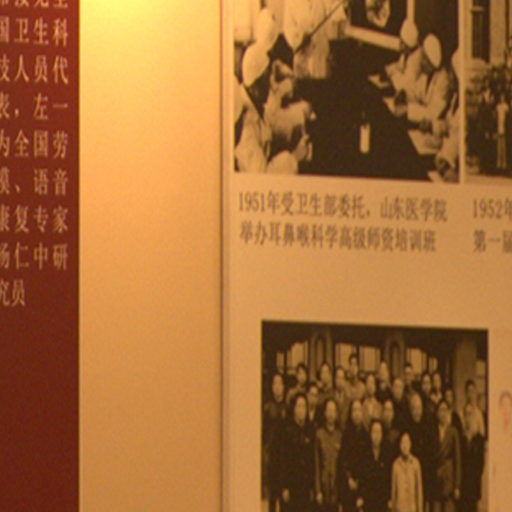 国卫生科
技人员代
表，左一
为全国劳
模、语音
康复专家
杨仁中研
究员
1951年受卫生部委托，山东医学院
举办耳鼻喉科学高级师资培训班
1952年
第一届